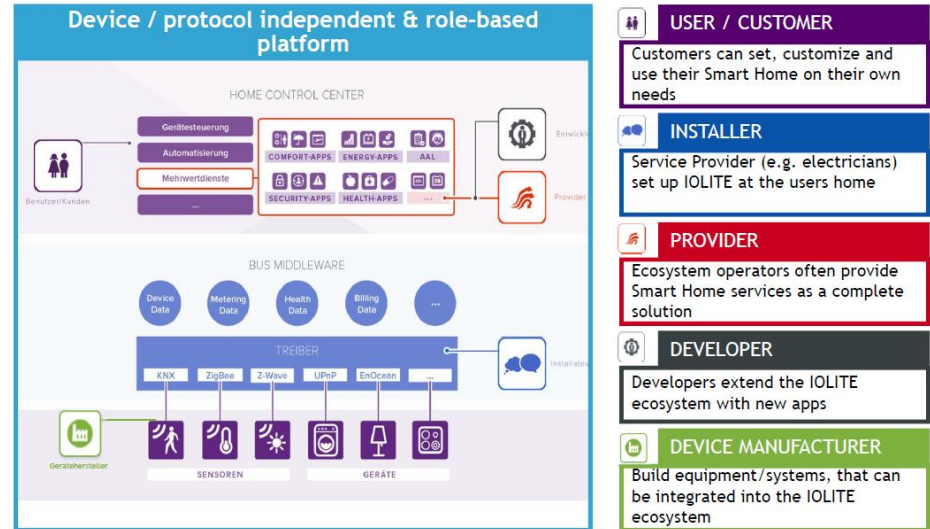 Device / protocol independent & role-based
platform
HOME CONTROL CENTER
Gerätesteuerung
Automatisierung
Mehrwertdienste
...
COMFORT-APPS
ENERGY-APPS
AAL
SECURITY-APPS
HEALTH-APPS
...
Benutzer/Kunden
Entwickl
Provider
BUS MIDDLEWARE
Device
Data
Metering
Data
Health
Data
Billing
Data
...
TREIBER
KNX
ZigBee
Z-Wave
UPnP
EnOcean
...
Installateu
Gerätehersteller
SENSOREN
GERÄTE
USER / CUSTOMER
Customers can set, customize and
use their Smart Home on their own
needs
INSTALLER
Service Provider (e.g. electricians)
set up IOLITE at the users home
PROVIDER
Ecosystem operators often provide
Smart Home services as a complete
solution
DEVELOPER
Developers extend the IOLITE
ecosystem with new apps
DEVICE MANUFACTURER
Build equipment/systems, that can
be integrated into the IOLITE
ecosystem